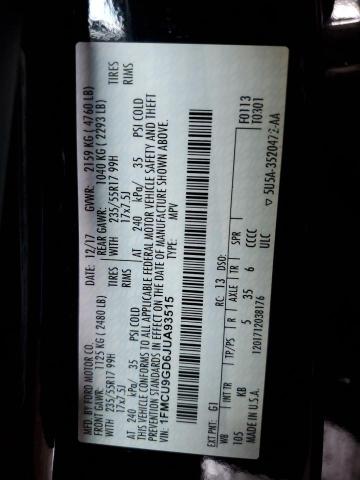 MFD. BY FORD MOTOR CO.
DATE: 12/17 GVWR: 2159 KG ( 4760 LB)
FRONT GAWR: 1125 KG ( 2480 LB) REAR GAWR: 1040 KG ( 2293 LB)
WITH 235/55R17 99H TIRES WITH 235/55R17 99H TIRES
17x7.5J RIMS 17x7.5J RIMS
AT 240 kPa/ 35 PSI COLD AT 240 kPa/ 35 PSI COLD
THIS VEHICLE CONFORMS TO ALL APPLICABLE FEDERAL MOTOR VEHICLE SAFETY AND THEFT
PREVENTION STANDARDS IN EFFECT ON THE DATE OF MANUFACTURE SHOWN ABOVE.
VIN: 1FMCU9GD6JUA93515 F0113
TYPE: MPV T0301
EXT PNT: G1 RC: 13 DSO:
WB INT TR TP/PS R AXLE TR SPR
105 KB 5 35 6 CCCC
MADE IN U.S.A. 1201712038176 ULC
▽ 5U5A-3520472-AA